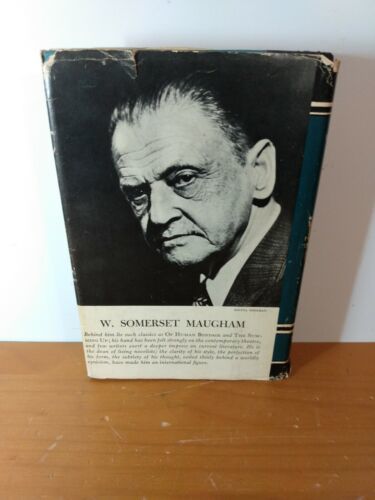 W. SOMERSET MAUGHAM
Behind him lie such classics as OF HUMAN BONDAGE and THE SUM-
MING UP; his hand has been felt strongly on the contemporary theatre,
and few writers exert a deeper impress on current literature. He is
the dean of living novelists; the clarity of his style, the perfection of
his form, the subtlety of his thought, veiled thinly behind a worldly
cynicism, have made him an international figure.